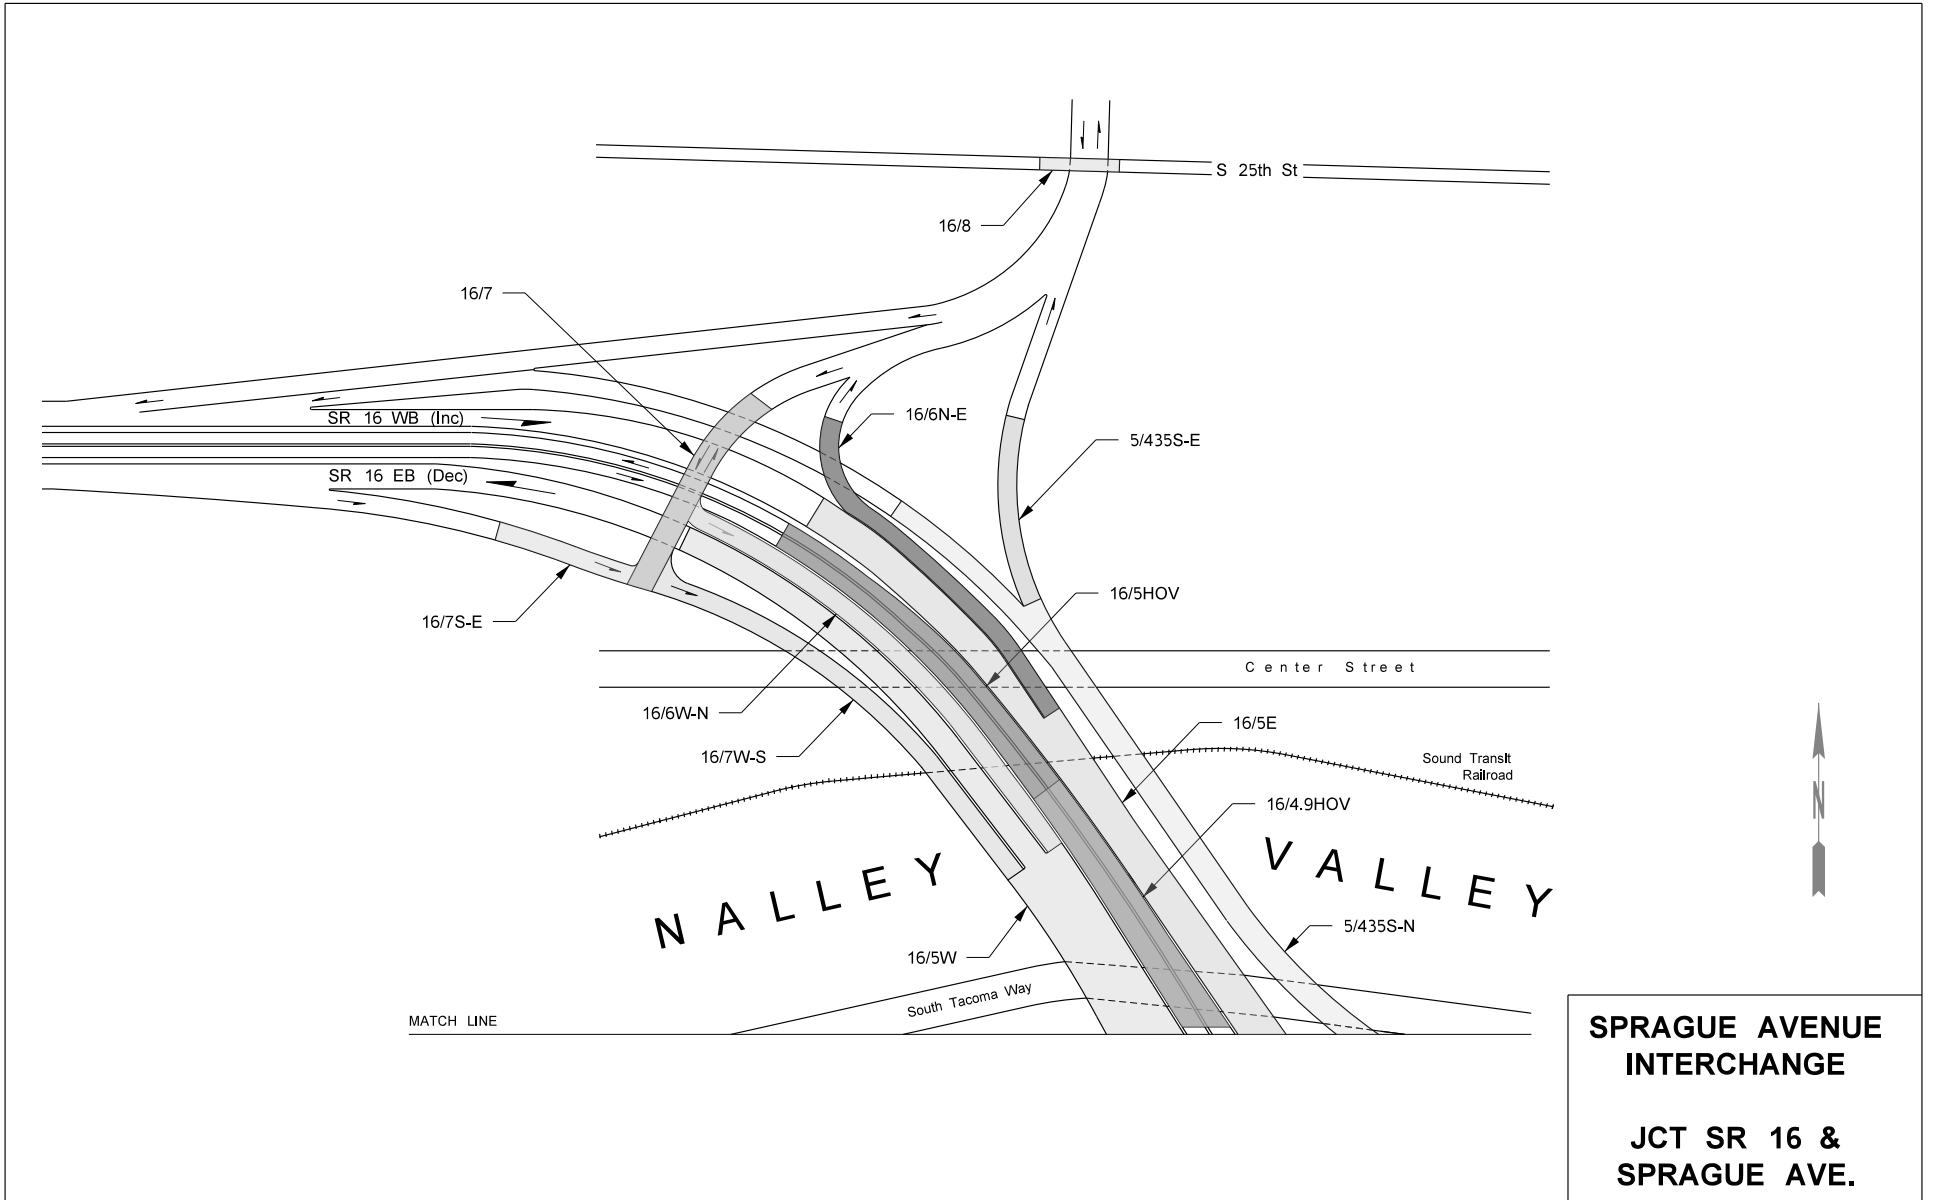 S 25th St
16/8
16/7
SR 16 WB (Inc)
16/6N-E
5/435S-E
SR 16 EB (Dec)
16/5HOV
16/7S-E
Center Street
16/6W-N
16/5E
16/7W-S
Sound Transit
Railroad
16/4.9HOV
N
NALLEY VALLEY
5/435S-N
16/5W
South Tacoma Way
MATCH LINE
SPRAGUE AVENUE
INTERCHANGE
JCT SR 16 &
SPRAGUE AVE.